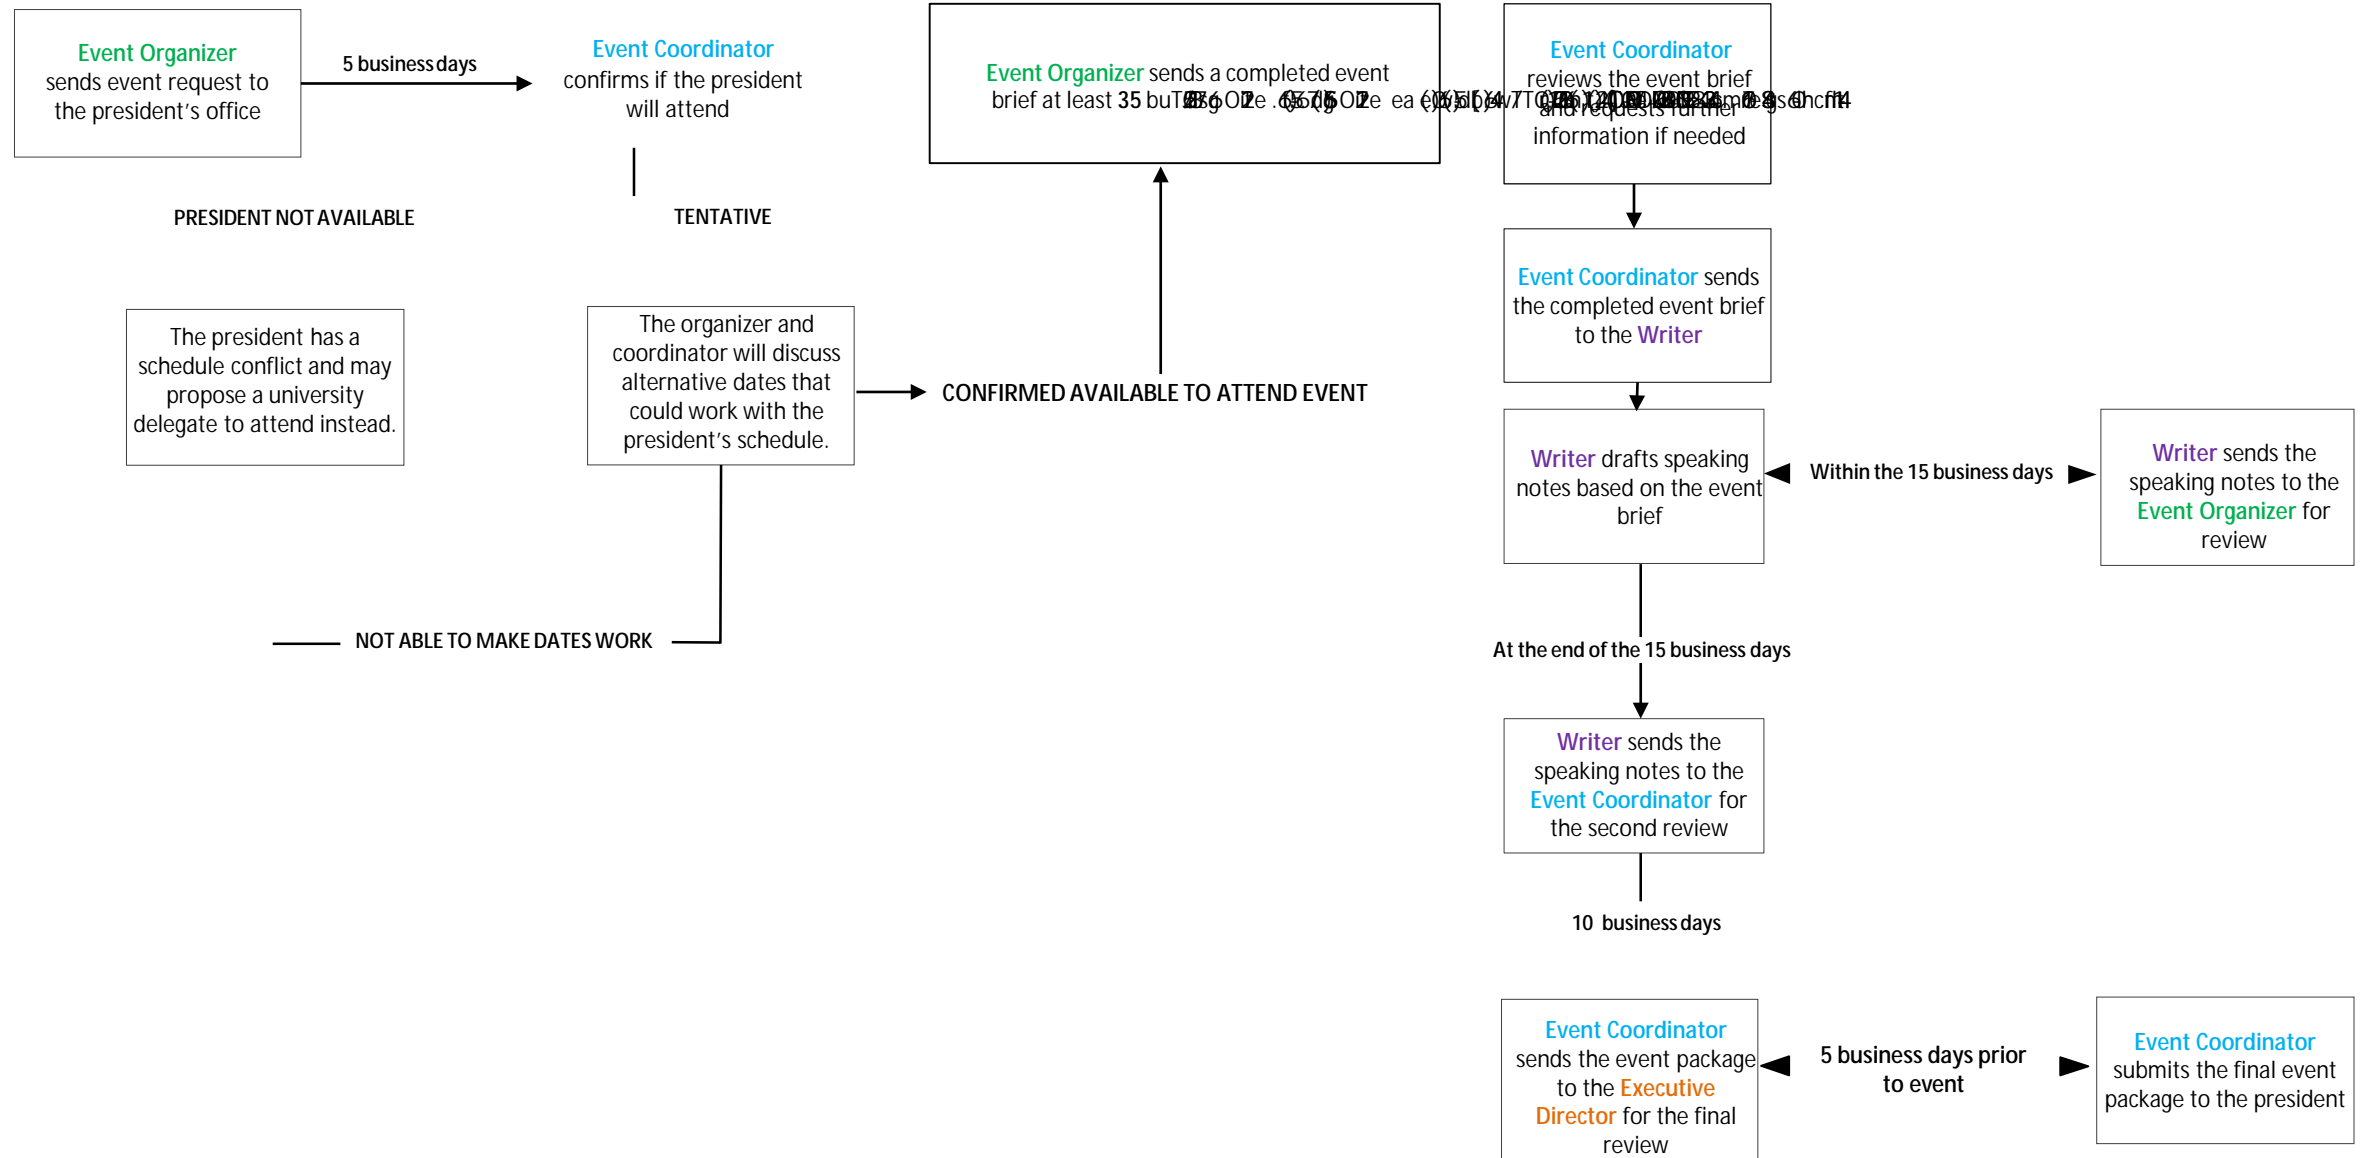 Event Organizer
sends event request to
the president's office
5 business days
Event Coordinator
confirms if the president
will attend
PRESIDENT NOT AVAILABLE
TENTATIVE
The president has a
schedule conflict and may
propose a university
delegate to attend instead.
The organizer and
coordinator will discuss
alternative dates that
could work with the
president's schedule.
NOT ABLE TO MAKE DATES WORK
CONFIRMED AVAILABLE TO ATTEND EVENT
Event Organizer sends a completed event
brief at least 35
Event Coordinator
reviews the event brief
and requests further
information if needed
Event Coordinator sends
the completed event brief
to the Writer
Writer drafts speaking
notes based on the event
brief
Within the 15 business days
Writer sends the
speaking notes to the
Event Organizer for
review
At the end of the 15 business days
Writer sends the
speaking notes to the
Event Coordinator for
the second review
10 business days
Event Coordinator
sends the event package
to the Executive
Director for the final
review
5 business days prior
to event
Event Coordinator
submits the final event
package to the president